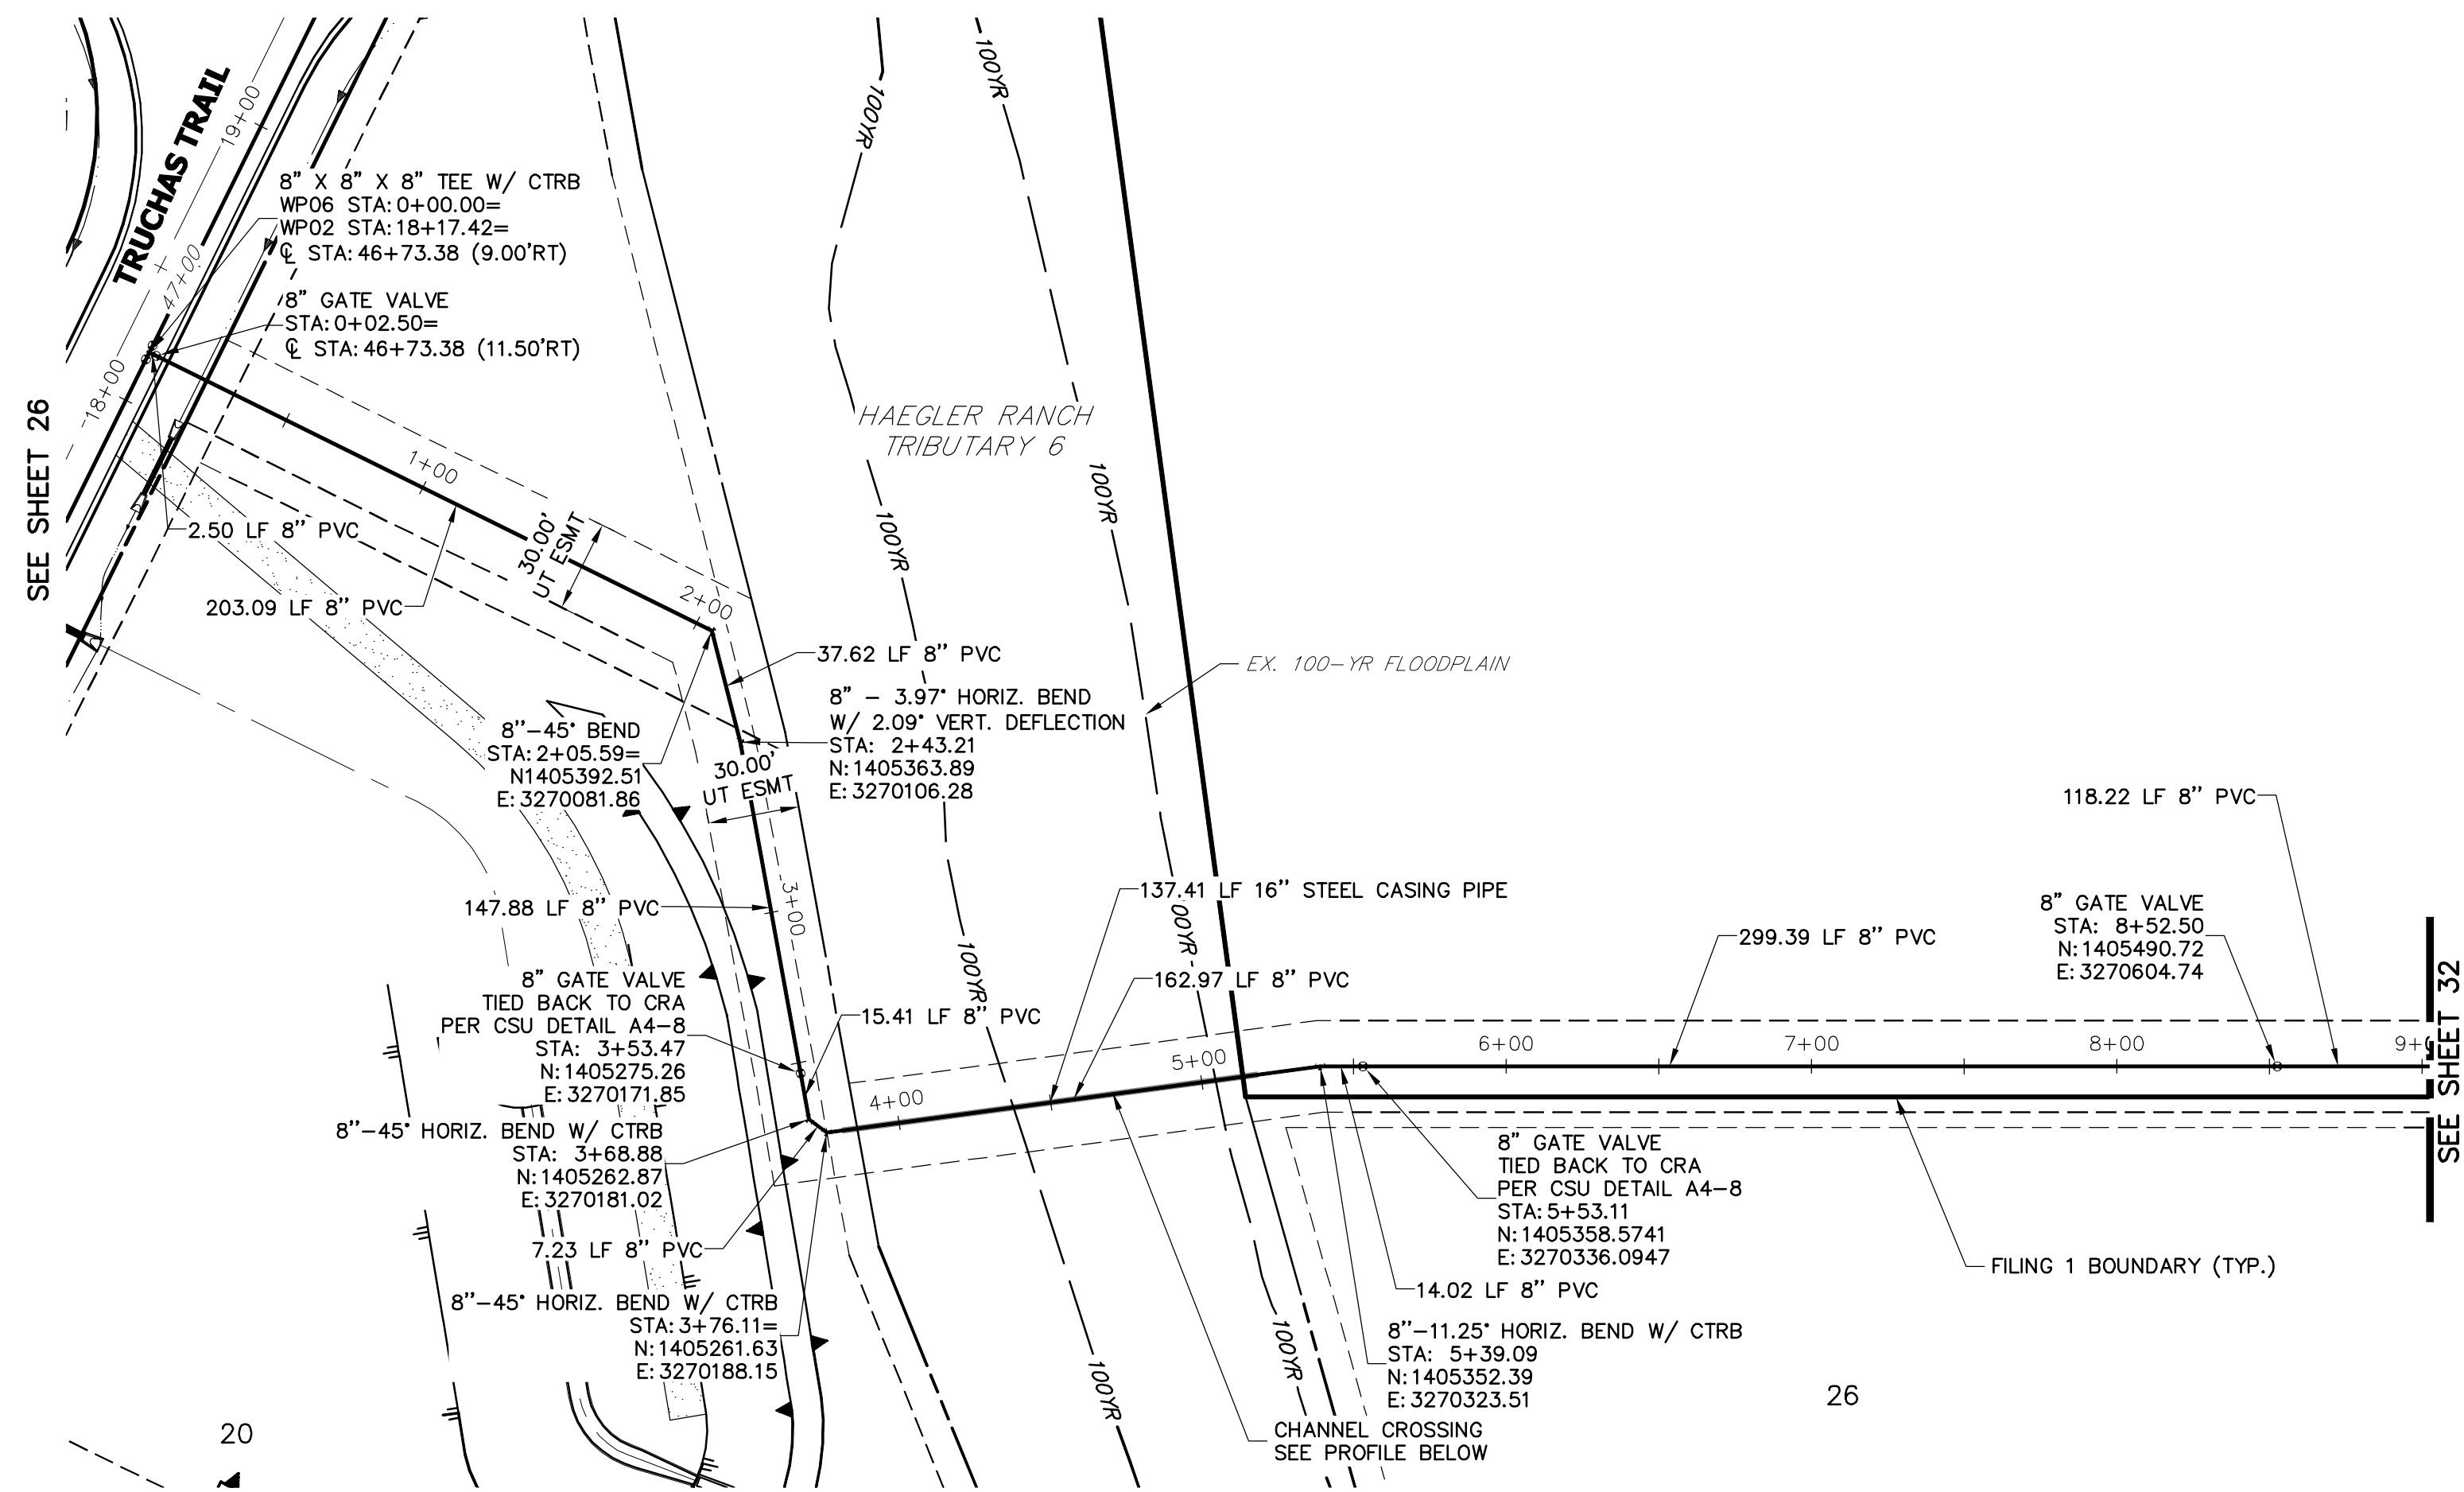 TRUCHAS TRAIL
19+00
47+00
18+00
8" X 8" X 8" TEE W/ CTRB
WP06 STA: 0+00.00=
WP02 STA: 18+17.42=
℄ STA: 46+73.38 (9.00'RT)
8" GATE VALVE
STA: 0+02.50=
℄ STA: 46+73.38 (11.50'RT)
SEE SHEET 26
100YR
100YR
HAEGLER RANCH
TRIBUTARY 6
1+00
2.50 LF 8" PVC
30.00'
UT ESMT
100YR
100YR
203.09 LF 8" PVC
2+00
37.62 LF 8" PVC
EX. 100-YR FLOODPLAIN
8" - 3.97° HORIZ. BEND
W/ 2.09° VERT. DEFLECTION
STA: 2+43.21
N: 1405363.89
E: 3270106.28
8"-45° BEND
STA: 2+05.59=
N1405392.51
E: 3270081.86
30.00'
UT ESMT
118.22 LF 8" PVC
147.88 LF 8" PVC
3+00
137.41 LF 16" STEEL CASING PIPE
00YR
100YR
299.39 LF 8" PVC
8" GATE VALVE
STA: 8+52.50
N: 1405490.72
E: 3270604.74
8" GATE VALVE
TIED BACK TO CRA
PER CSU DETAIL A4-8
STA: 3+53.47
N: 1405275.26
E: 3270171.85
162.97 LF 8" PVC
15.41 LF 8" PVC
4+00
5+00
6+00
7+00
8+00
9+0
SEE SHEET 32
8"-45° HORIZ. BEND W/ CTRB
STA: 3+68.88
N: 1405262.87
E: 3270181.02
8" GATE VALVE
TIED BACK TO CRA
PER CSU DETAIL A4-8
STA: 5+53.11
N: 1405358.5741
E: 3270336.0947
7.23 LF 8" PVC
FILING 1 BOUNDARY (TYP.)
14.02 LF 8" PVC
8"-45° HORIZ. BEND W/ CTRB
STA: 3+76.11=
N: 1405261.63
E: 3270188.15
8"-11.25° HORIZ. BEND W/ CTRB
STA: 5+39.09
N: 1405352.39
E: 3270323.51
100YR
100YR
CHANNEL CROSSING
SEE PROFILE BELOW
20
26